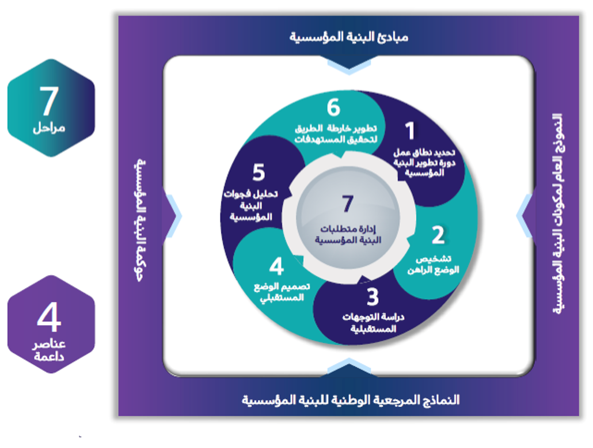 مبادئ البنية المؤسسية
7
مراحل
4
عناصر
داعمة
النموذج العام لمكونات البنية المؤسسية
حوكمة البنية المؤسسية
1
تحديد نطاق عمل
دورة تطوير البنية
المؤسسية
2
تشخيص
الوضع الراهن
3
دراسة التوجهات
المستقبلية
4
تصميم الوضع
المستقبلي
5
تحليل فجوات
البنية
المؤسسية
6
تطوير خارطة الطريق
لتحقيق المستهدفات
7
إدارة متطلبات
البنية المؤسسية
النماذج المرجعية الوطنية للبنية المؤسسية